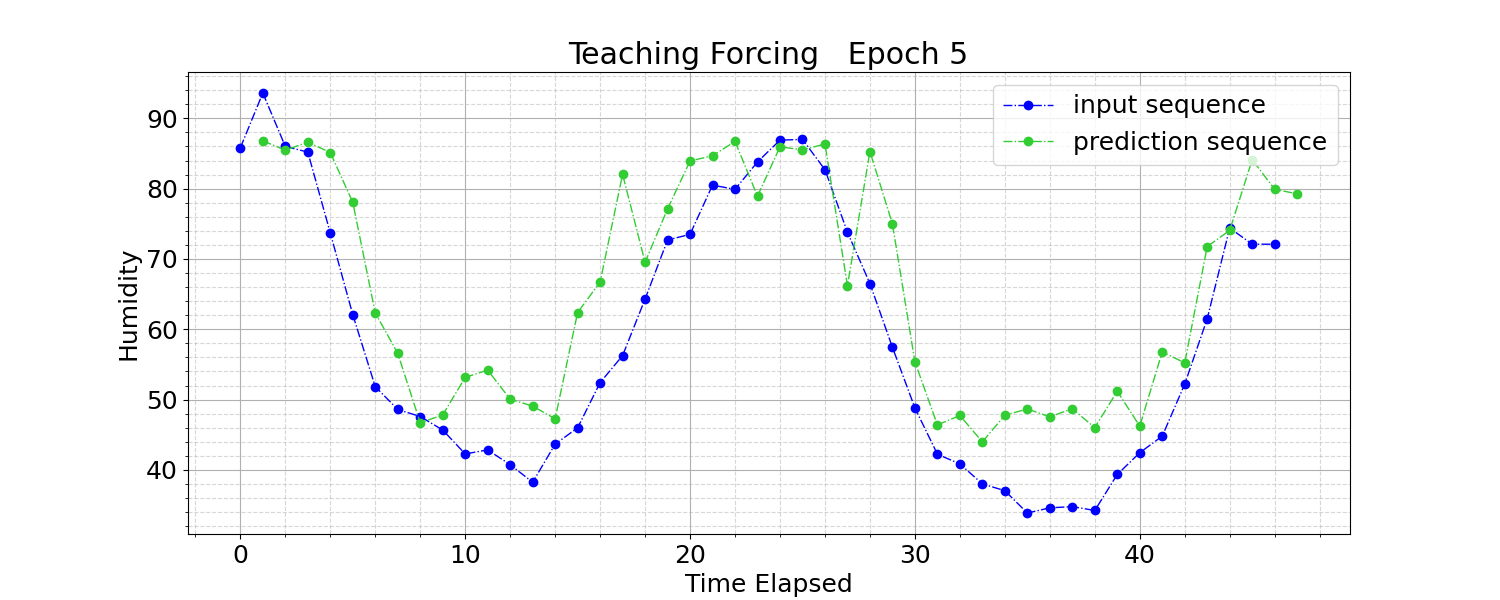 Teaching Forcing   Epoch 5
input sequence
prediction sequence
Humidity
90
80
70
60
50
40
0 10 20 30 40
Time Elapsed